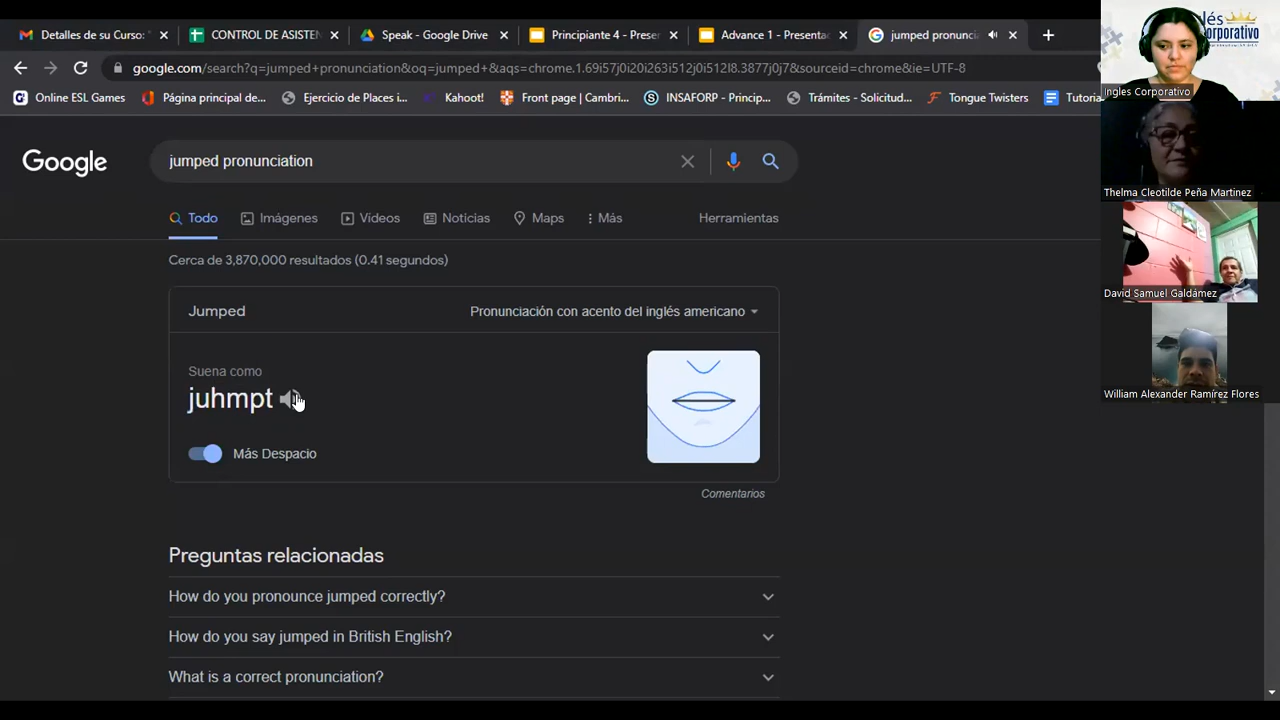 Detalles de su Curso: "
CONTROL DE ASISTEN
Speak - Google Drive
Principiante 4 - Preser
Advance 1 - Presentac
jumped pronuncia
google.com/search?q=jumped+pronunciation&oq=jumped+&aqs=chrome.1.69i57j0i20i263i512j0i512l8.3777j0j7&sourceid=chrome&ie=UTF-8
Online ESL Games
Página principal de...
Ejercicio de Places i...
Kahoot!
Front page | Cambri...
INSAFORP - Princip...
Trámites - Solicitud...
Tongue Twisters
Tutoria
Google
jumped pronunciation
Todo
Imágenes
Videos
Noticias
Maps
Más
Herramientas
Cerca de 3,870,000 resultados (0.41 segundos)
Jumped
Pronunciación con acento del inglés americano
Suena como
juhmpt
Más Despacio
Comentarios
Preguntas relacionadas
How do you pronounce jumped correctly?
How do you say jumped in British English?
What is a correct pronunciation?
Ingles Corporativo
Thelma Cleotilde Peña Martinez
David Samuel Galdámez
William Alexander Ramírez Flores